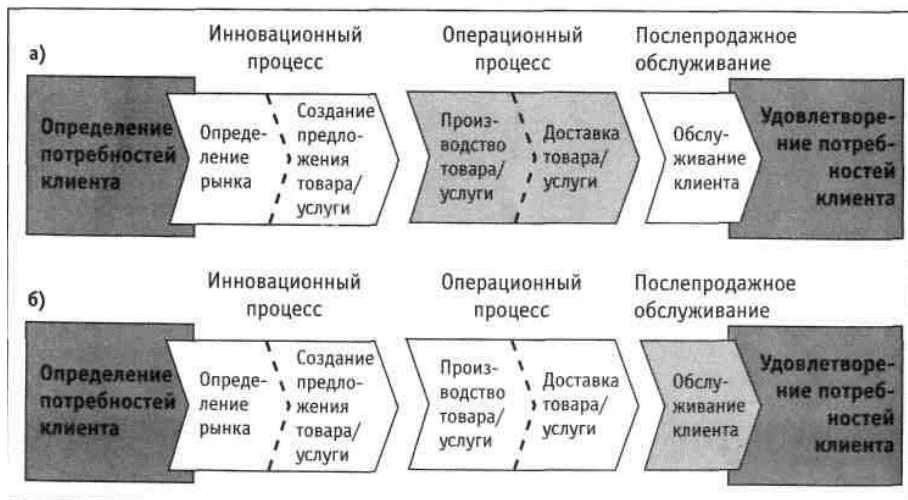 а)
Инновационный
процесс
Операционный
процесс
Послепродажное
обслуживание
Определение
потребностей
клиента
Опреде-
ление
рынка
Создание
предло-
жения
товара/
услуги
Произ-
водство
товара/
услуги
Доставка
товара/
услуги
Обслу-
живание
клиента
Удовлетворе-
ние потреб-
ностей
клиента
б)
Инновационный
процесс
Операционный
процесс
Послепродажное
обслуживание
Определение
потребностей
клиента
Опреде-
ление
рынка
Создание
предло-
жения
товара/
услуги
Произ-
водство
товара/
услуги
Доставка
товара/
услуги
Обслу-
живание
клиента
Удовлетворе-
ние потреб-
ностей
клиента